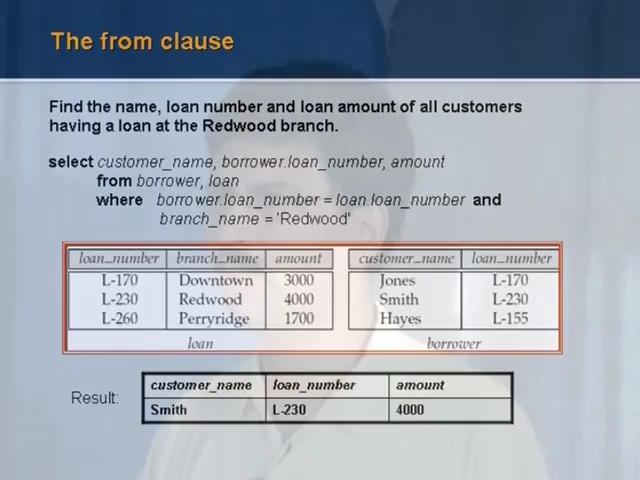 The from clause
Find the name, loan number and loan amount of all customers
having a loan at the Redwood branch.
select customer_name, borrower.loan_number, amount
from borrower, loan
where borrower.loan_number = loan.loan_number and
branch_name = 'Redwood'
loan_number branch_name amount customer_name loan_number
L-170 Downtown 3000 Jones L-170
L-230 Redwood 4000 Smith L-230
L-260 Perryridge 1700 Hayes L-155
loan borrower
Result:
customer_name loan_number amount
Smith L-230 4000